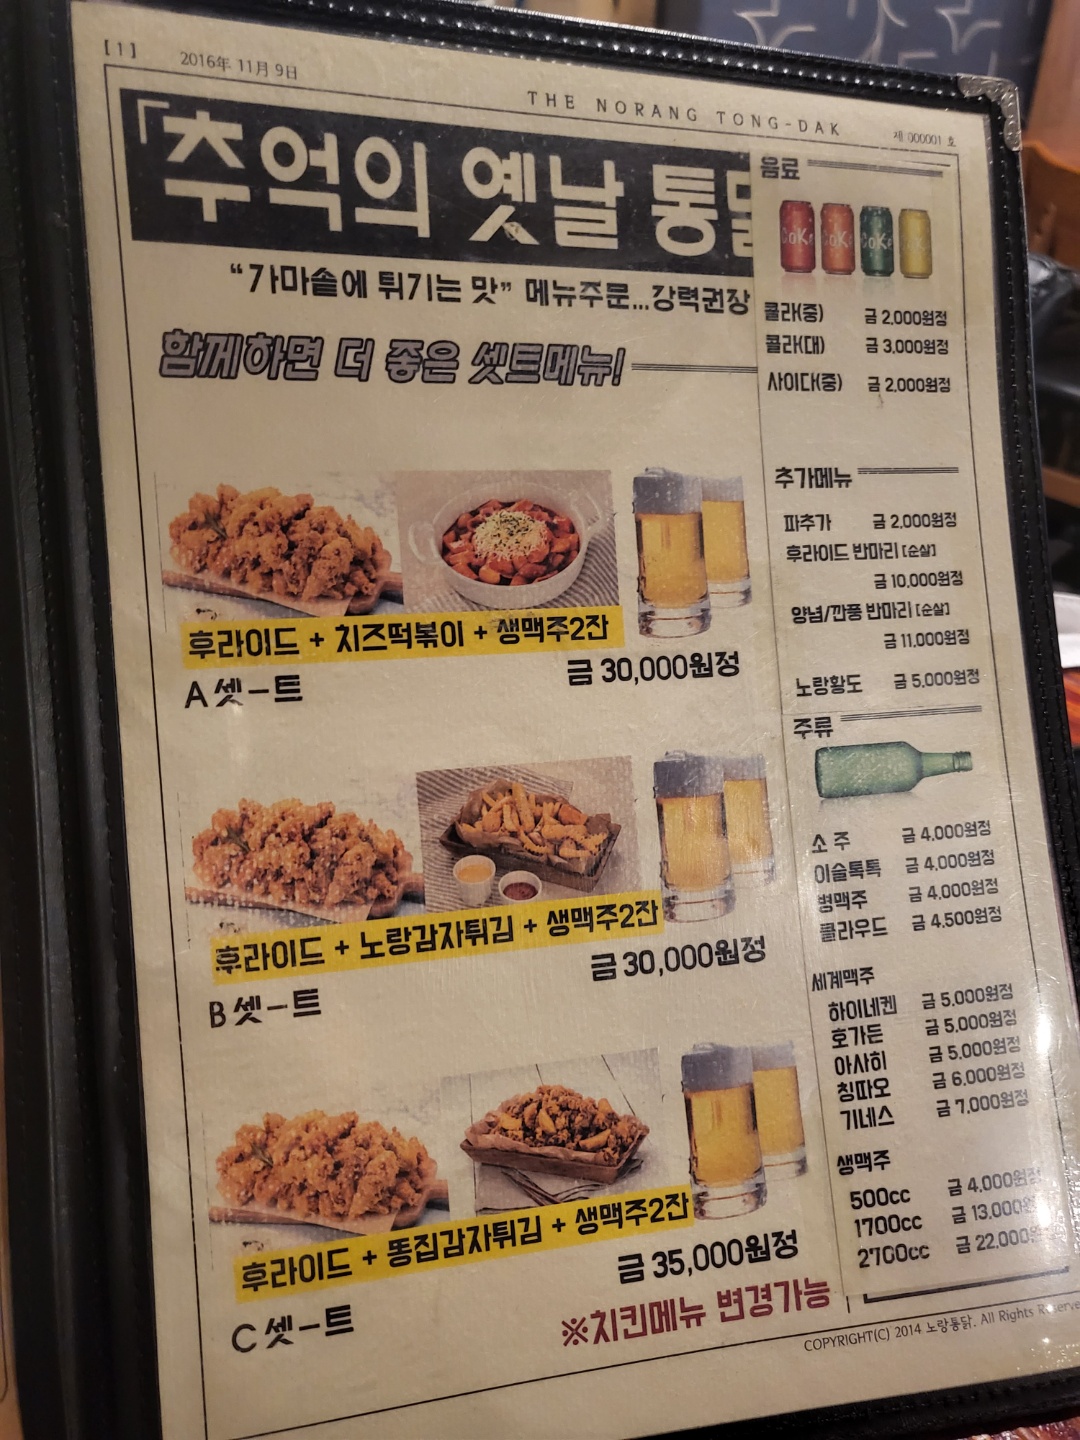 [1]
2016年 11月 9日
THE NORANG TONG-DAK
제 000001 호
「추억의 옛날 통닭
“가마솥에 튀기는 맛” 메뉴주문...강력권장
함께하면 더 좋은 셋트메뉴!
후라이드 + 치즈떡볶이 + 생맥주2잔
A 셋-트
금 30,000원정
후라이드 + 노랑감자튀김 + 생맥주2잔
B 셋-트
금 30,000원정
후라이드 + 똥집감자튀김 + 생맥주2잔
C 셋-트
금 35,000원정
※치킨메뉴 변경가능
음료
CoKe CoKe CoKe CoKe
콜라(중) 금 2,000원정
콜라(대) 금 3,000원정
사이다(중) 금 2,000원정
추가메뉴
파추가 금 2,000원정
후라이드 반마리 [순살]
금 10,000원정
양념/깐풍 반마리 [순살]
금 11,000원정
노랑황도 금 5,000원정
주류
소 주 금 4,000원정
이슬톡톡 금 4,000원정
병맥주 금 4,000원정
클라우드 금 4,500원정
세계맥주
하이네켄 금 5,000원정
호가든 금 5,000원정
아사히 금 5,000원정
칭따오 금 6,000원정
기네스 금 7,000원정
생맥주
500cc 금 4,000원정
1700cc 금 13,000원
2700cc 금 22,000원
COPYRIGHT(C) 2014 노랑통닭. All Rights Reserve